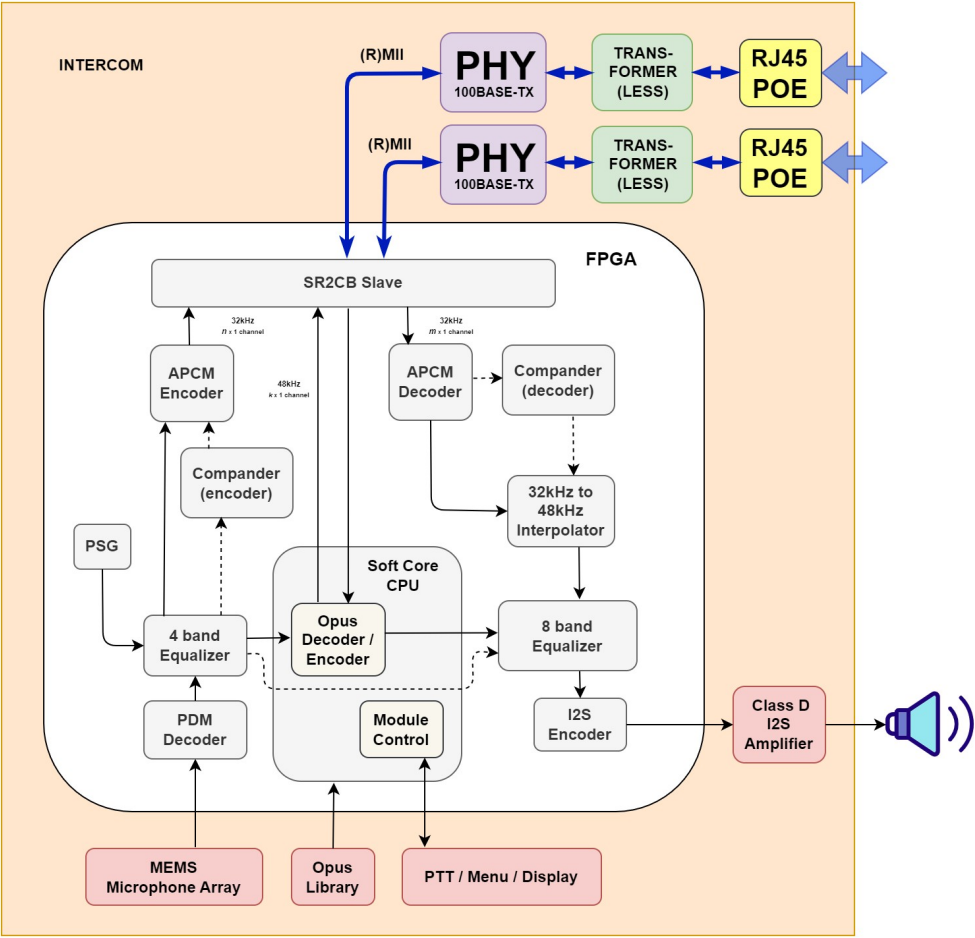 INTERCOM
(R)MII
PHY
100BASE-TX
TRANS-
FORMER
(LESS)
RJ45
POE
(R)MII
PHY
100BASE-TX
TRANS-
FORMER
(LESS)
RJ45
POE
FPGA
SR2CB Slave
32kHz
n x 1 channel
32kHz
m x 1 channel
APCM
Encoder
48kHz
k x 1 channel
APCM
Decoder
Compander
(decoder)
Compander
(encoder)
32kHz to
48kHz
Interpolator
PSG
Soft Core
CPU
4 band
Equalizer
Opus
Decoder /
Encoder
8 band
Equalizer
PDM
Decoder
Module
Control
I2S
Encoder
Class D
I2S
Amplifier
MEMS
Microphone Array
Opus
Library
PTT / Menu / Display